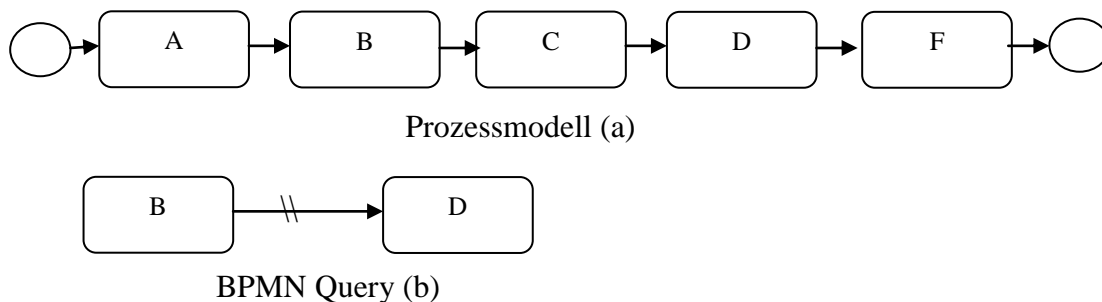 A B C D F
Prozessmodell (a)
B D
BPMN Query (b)